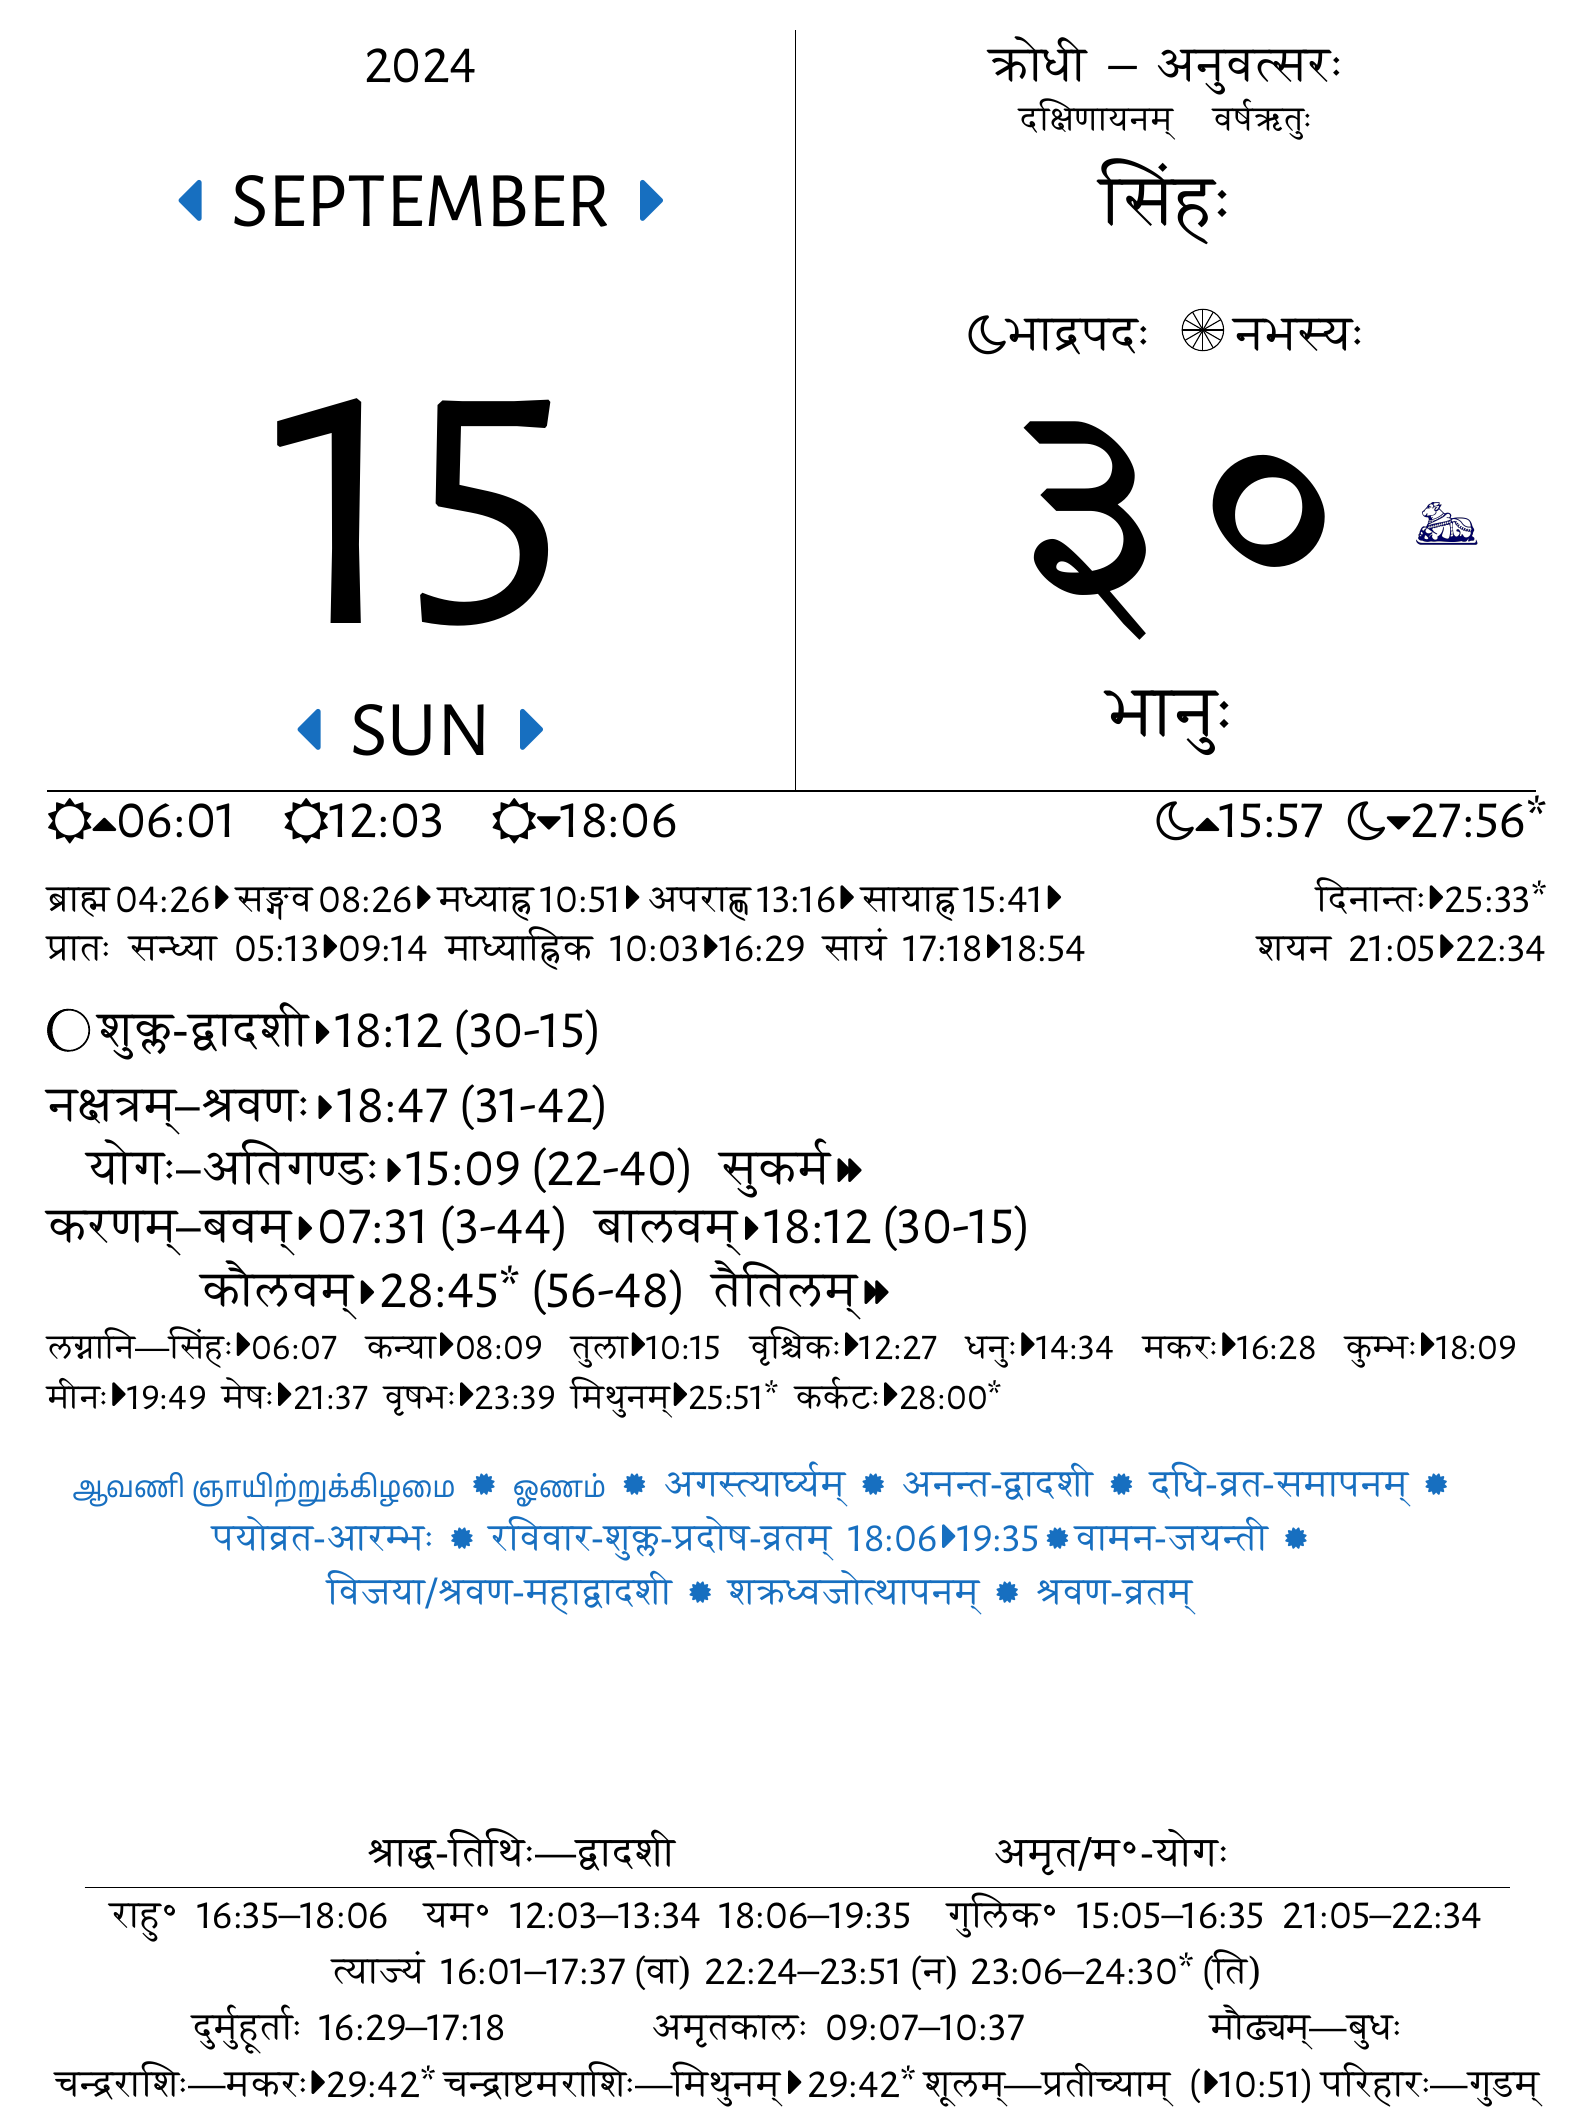 2024
SEPTEMBER
15
SUN
क्रोधी – अनुवत्सरः
दक्षिणायनम् वर्षऋतुः
सिंहः
भाद्रपदः नभस्यः
३०
भानुः
06:01 12:03 18:06 15:57 27:56*
ब्राह्म 04:26 सङ्गव 08:26 मध्याह्न 10:51 अपराह्ण 13:16 सायाह्न 15:41 दिनान्तः 25:33*
प्रातः सन्ध्या 05:13 09:14 माध्याह्निक 10:03 16:29 सायं 17:18 18:54 शयन 21:05 22:34
शुक्ल-द्वादशी 18:12 (30-15)
नक्षत्रम्–श्रवणः 18:47 (31-42)
योगः–अतिगण्डः 15:09 (22-40) सुकर्म
करणम्–बवम् 07:31 (3-44) बालवम् 18:12 (30-15)
कौलवम् 28:45* (56-48) तैतिलम्
लग्नानि—सिंहः 06:07 कन्या 08:09 तुला 10:15 वृश्चिकः 12:27 धनुः 14:34 मकरः 16:28 कुम्भः 18:09
मीनः 19:49 मेषः 21:37 वृषभः 23:39 मिथुनम् 25:51* कर्कटः 28:00*
ஆவணி ஞாயிற்றுக்கிழமை ✹ ஓணம் ✹ अगस्त्यार्घ्यम् ✹ अनन्त-द्वादशी ✹ दधि-व्रत-समापनम् ✹
पयोव्रत-आरम्भः ✹ रविवार-शुक्ल-प्रदोष-व्रतम् 18:06 19:35 ✹ वामन-जयन्ती ✹
विजया/श्रवण-महाद्वादशी ✹ शक्रध्वजोत्थापनम् ✹ श्रवण-व्रतम्
श्राद्ध-तिथिः—द्वादशी अमृत/म°-योगः
राहु° 16:35–18:06 यम° 12:03–13:34 18:06–19:35 गुलिक° 15:05–16:35 21:05–22:34
त्याज्यं 16:01–17:37 (वा) 22:24–23:51 (न) 23:06–24:30* (ति)
दुर्मुहूर्ताः 16:29–17:18 अमृतकालः 09:07–10:37 मौढ्यम्—बुधः
चन्द्रराशिः—मकरः 29:42* चन्द्राष्टमराशिः—मिथुनम् 29:42* शूलम्—प्रतीच्याम् (10:51) परिहारः—गुडम्